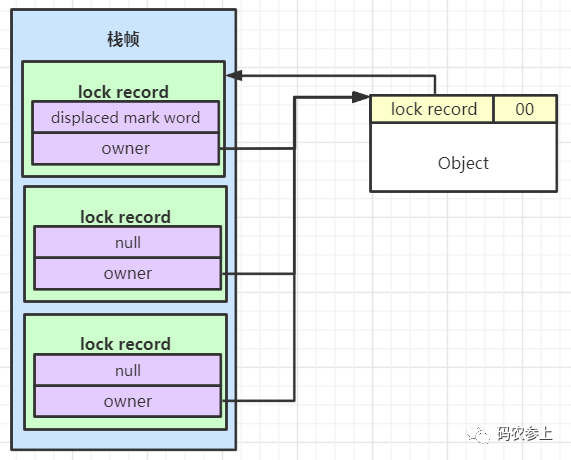 栈帧
lock record
displaced mark word
owner
lock record
null
owner
lock record
null
owner
lock record 00
Object
码农参上